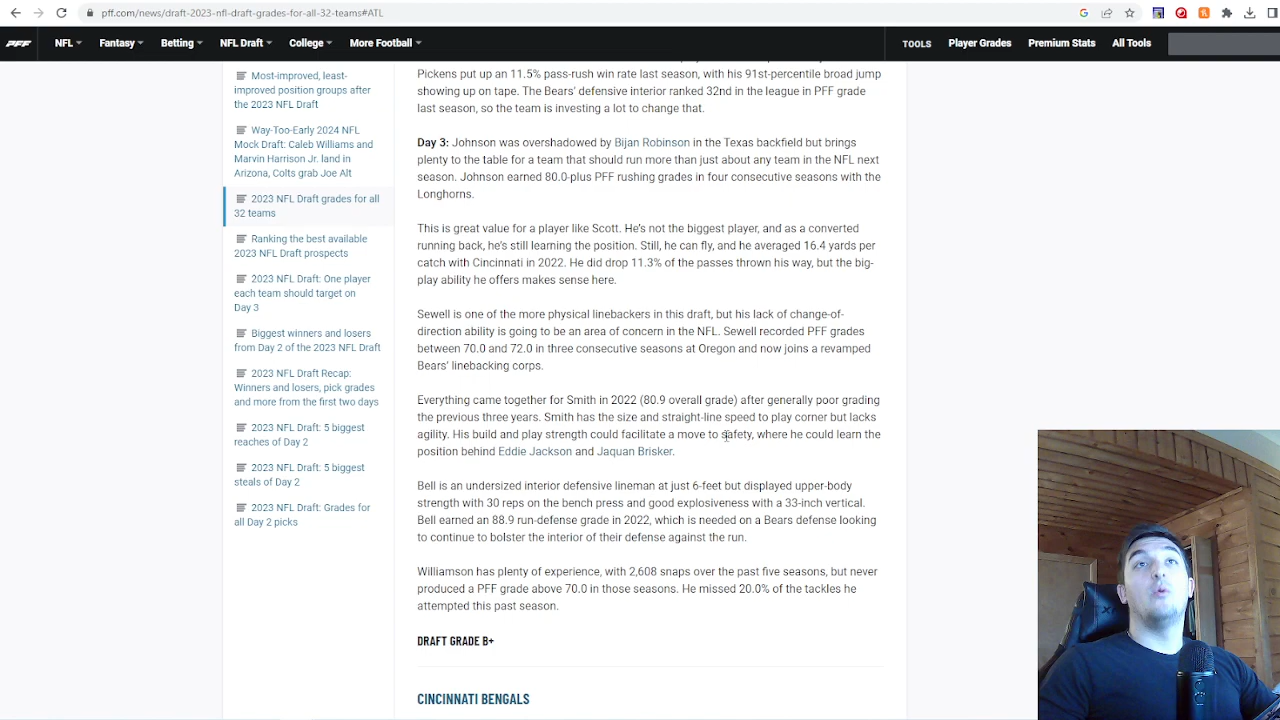 pff.com/news/draft-2023-nfl-draft-grades-for-all-32-teams#ATL
PFF NFL Fantasy Betting NFL Draft College More Football TOOLS Player Grades Premium Stats All Tools
Most-improved, least-
improved position groups after
the 2023 NFL Draft
Way-Too-Early 2024 NFL
Mock Draft: Caleb Williams and
Marvin Harrison Jr. land in
Arizona, Colts grab Joe Alt
2023 NFL Draft grades for all
32 teams
Ranking the best available
2023 NFL Draft prospects
2023 NFL Draft: One player
each team should target on
Day 3
Biggest winners and losers
from Day 2 of the 2023 NFL Draft
2023 NFL Draft Recap:
Winners and losers, pick grades
and more from the first two days
2023 NFL Draft: 5 biggest
reaches of Day 2
2023 NFL Draft: 5 biggest
steals of Day 2
2023 NFL Draft: Grades for
all Day 2 picks
Pickens put up an 11.5% pass-rush win rate last season, with his 91st-percentile broad jump
showing up on tape. The Bears' defensive interior ranked 32nd in the league in PFF grade
last season, so the team is investing a lot to change that.
Day 3: Johnson was overshadowed by Bijan Robinson in the Texas backfield but brings
plenty to the table for a team that should run more than just about any team in the NFL next
season. Johnson earned 80.0-plus PFF rushing grades in four consecutive seasons with the
Longhorns.
This is great value for a player like Scott. He's not the biggest player, and as a converted
running back, he's still learning the position. Still, he can fly, and he averaged 16.4 yards per
catch with Cincinnati in 2022. He did drop 11.3% of the passes thrown his way, but the big-
play ability he offers makes sense here.
Sewell is one of the more physical linebackers in this draft, but his lack of change-of-
direction ability is going to be an area of concern in the NFL. Sewell recorded PFF grades
between 70.0 and 72.0 in three consecutive seasons at Oregon and now joins a revamped
Bears' linebacking corps.
Everything came together for Smith in 2022 (80.9 overall grade) after generally poor grading
the previous three years. Smith has the size and straight-line speed to play corner but lacks
agility. His build and play strength could facilitate a move to safety, where he could learn the
position behind Eddie Jackson and Jaquan Brisker.
Bell is an undersized interior defensive lineman at just 6-feet but displayed upper-body
strength with 30 reps on the bench press and good explosiveness with a 33-inch vertical.
Bell earned an 88.9 run-defense grade in 2022, which is needed on a Bears defense looking
to continue to bolster the interior of their defense against the run.
Williamson has plenty of experience, with 2,608 snaps over the past five seasons, but never
produced a PFF grade above 70.0 in those seasons. He missed 20.0% of the tackles he
attempted this past season.
DRAFT GRADE B+
CINCINNATI BENGALS